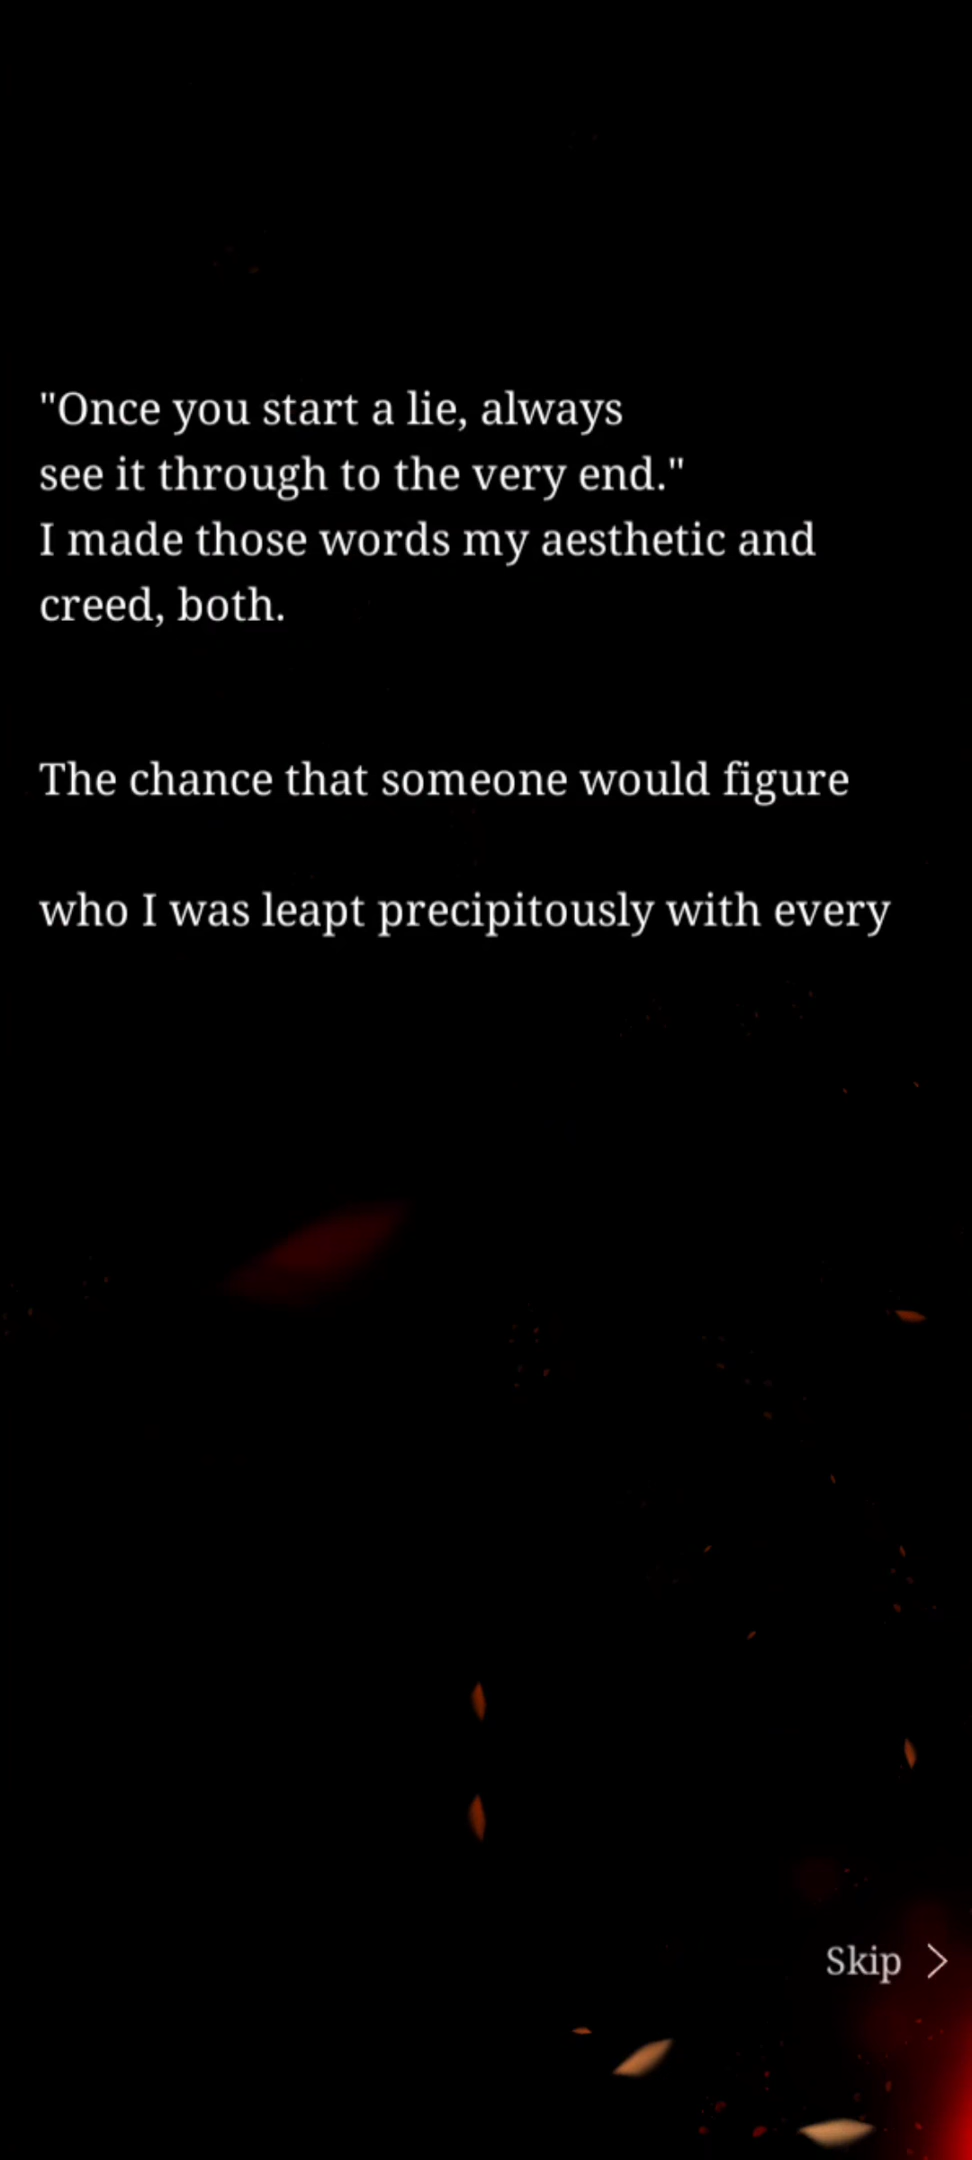 "Once you start a lie, always
see it through to the very end."
I made those words my aesthetic and
creed, both.
The chance that someone would figure
who I was leapt precipitously with every
Skip